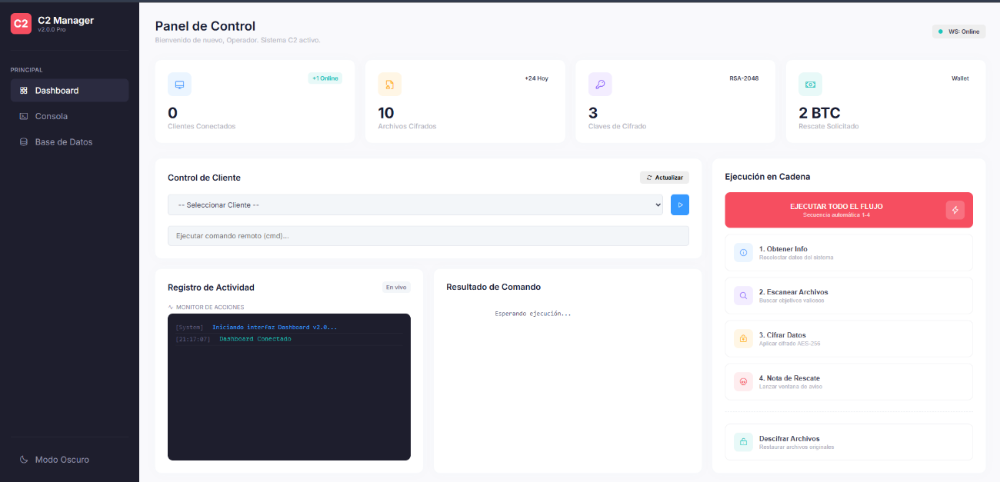 C2
C2 Manager
v2.0.0 Pro
PRINCIPAL
Dashboard
Consola
Base de Datos
Modo Oscuro
Panel de Control
Bienvenido de nuevo, Operador. Sistema C2 activo.
WS: Online
+1 Online
0
Clientes Conectados
+24 Hoy
10
Archivos Cifrados
RSA-2048
3
Claves de Cifrado
Wallet
2 BTC
Rescate Solicitado
Control de Cliente
Actualizar
-- Seleccionar Cliente --
Ejecutar comando remoto (cmd)...
Registro de Actividad
En vivo
MONITOR DE ACCIONES
[System] Iniciando interfaz Dashboard v2.0...
[21:17:07] Dashboard Conectado
Resultado de Comando
Esperando ejecución...
Ejecución en Cadena
EJECUTAR TODO EL FLUJO
Secuencia automática 1-4
1. Obtener Info
Recolectar datos del sistema
2. Escanear Archivos
Buscar objetivos valiosos
3. Cifrar Datos
Aplicar cifrado AES-256
4. Nota de Rescate
Lanzar ventana de aviso
Descifrar Archivos
Restaurar archivos originales